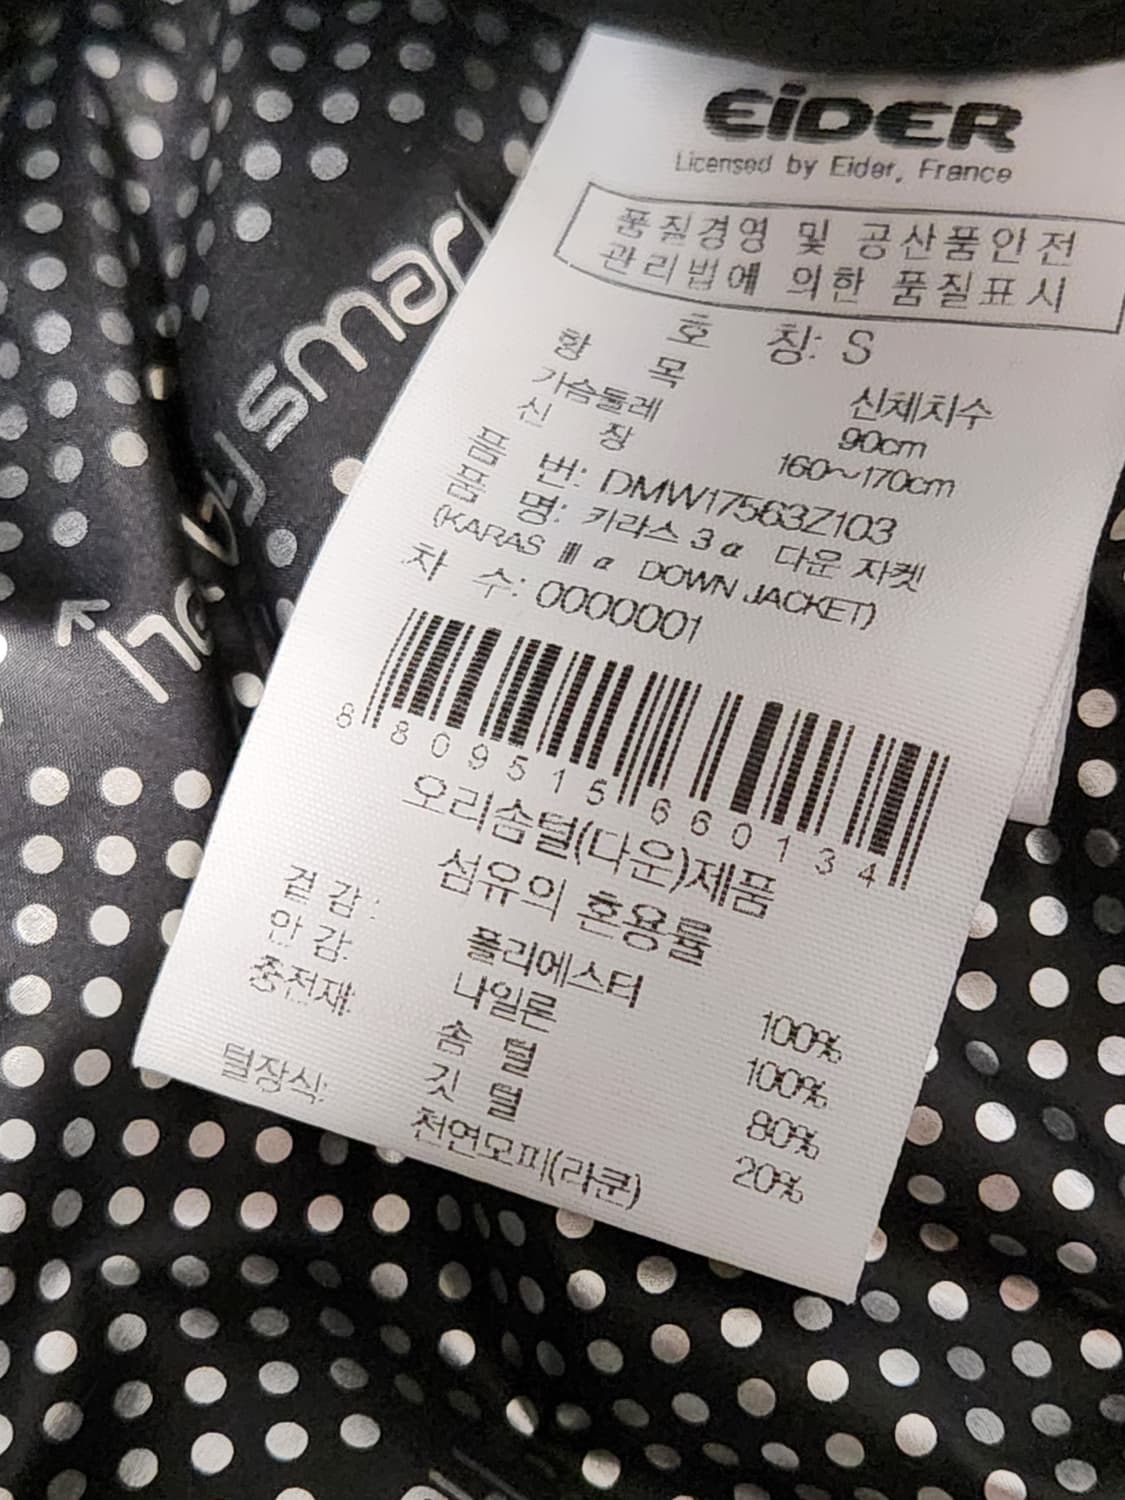 EiDER
Licensed by Eider, France
품질경영 및 공산품안전
관리법에 의한 품질표시
호 칭: S
항 목 신체치수
가슴둘레 90cm
신 장 160~170cm
품 번: DMW17563Z103
품 명: 카라스 3 α 다운 자켓
(KARAS Ⅲ α DOWN JACKET)
차 수: 0000001
8 809515 660134
오리솜털(다운)제품
섬유의 혼용률
겉 감: 폴리에스터 100%
안 감: 나일론 100%
충전재: 솜 털 80%
깃 털 20%
털장식: 천연모피(라쿤)
by smar